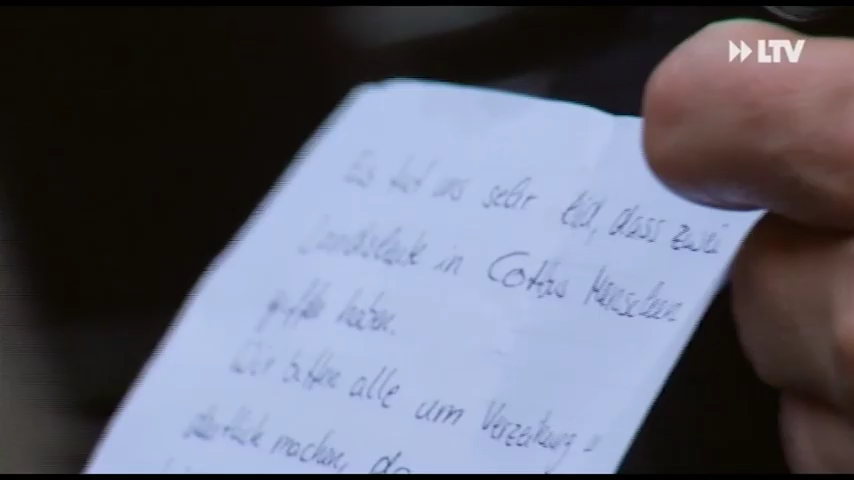 LTV
Es tut uns sehr leid, dass zwei
Landsleute in Cottbus Menschen
haben.
Wir bitten alle um Verzeihung
deutlich machen,